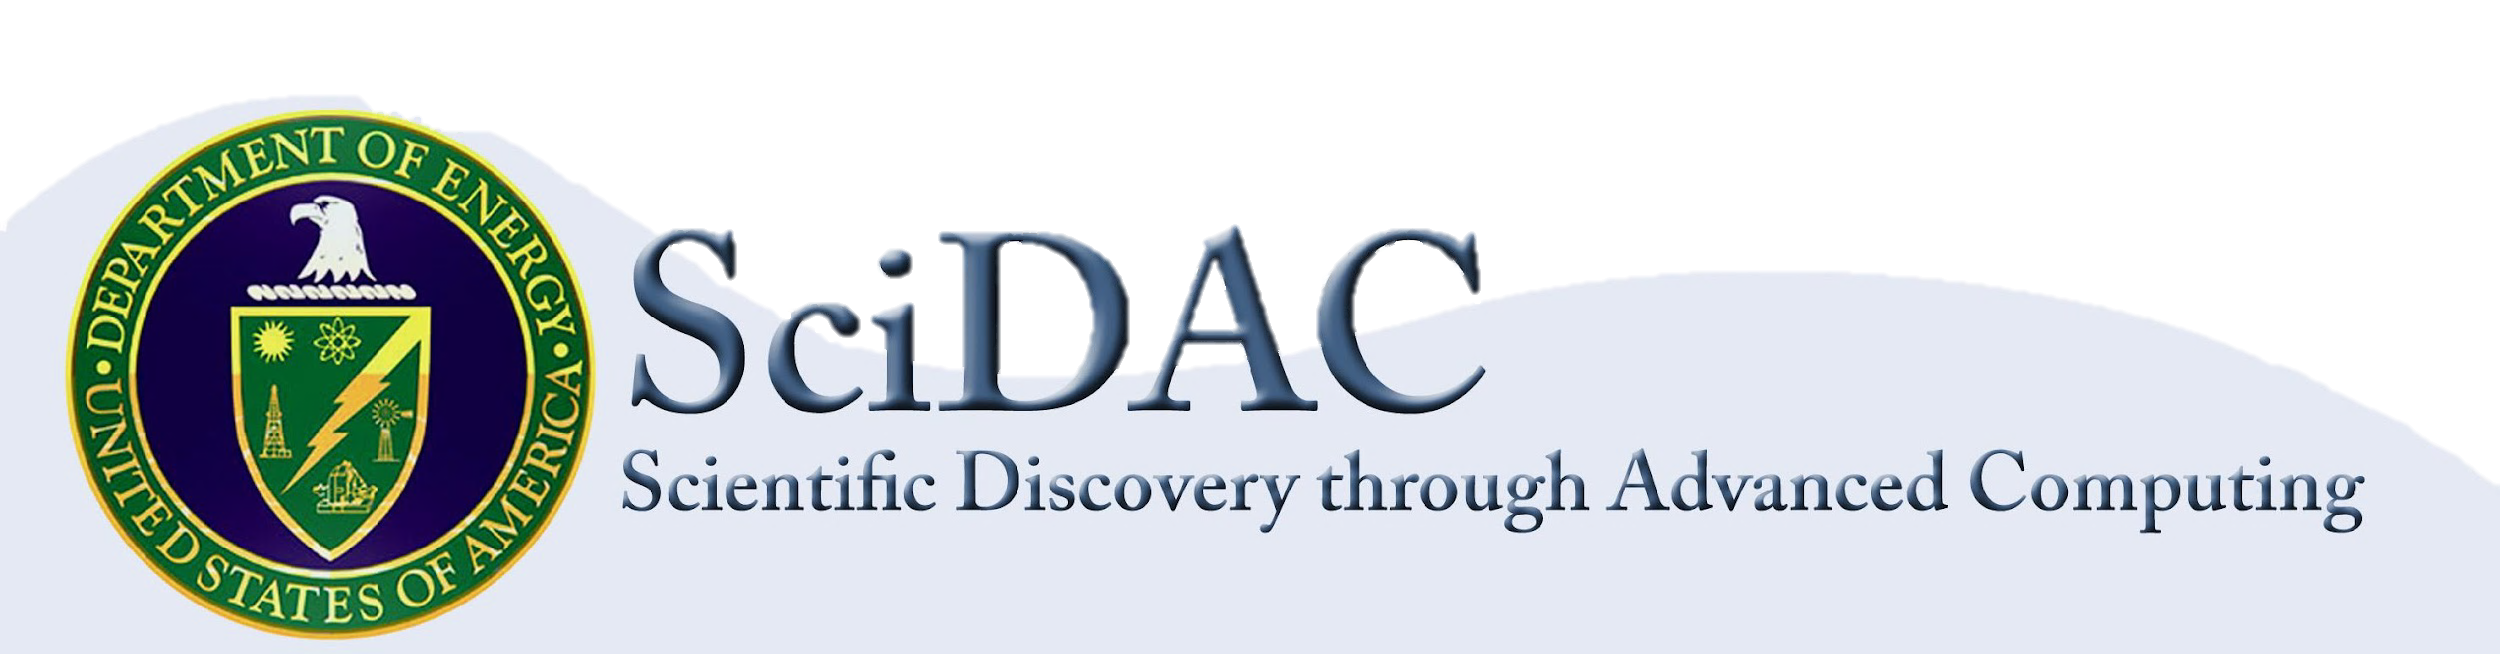 DEPARTMENT OF ENERGY
UNITED STATES OF AMERICA
SciDAC
Scientific Discovery through Advanced Computing